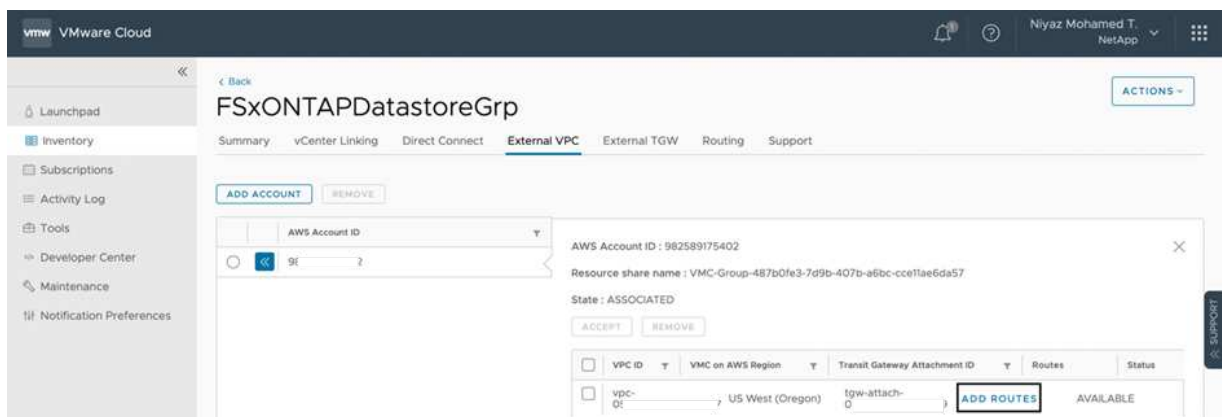 vmw VMware Cloud
Niyaz Mohamed T.
NetApp
Back
FSxONTAPDatastoreGrp
ACTIONS
Summary vCenter Linking Direct Connect External VPC External TGW Routing Support
Launchpad
Inventory
Subscriptions
Activity Log
Tools
Developer Center
Maintenance
Notification Preferences
ADD ACCOUNT REMOVE
AWS Account ID
98 2
AWS Account ID : 982589175402
Resource share name : VMC-Group-487b0fe3-7d9b-407b-a6bc-cce11ae6da57
State : ASSOCIATED
ACCEPT REMOVE
VPC ID VMC on AWS Region Transit Gateway Attachment ID Routes Status
vpc- US West (Oregon) tgw-attach- ADD ROUTES AVAILABLE
SUPPORT